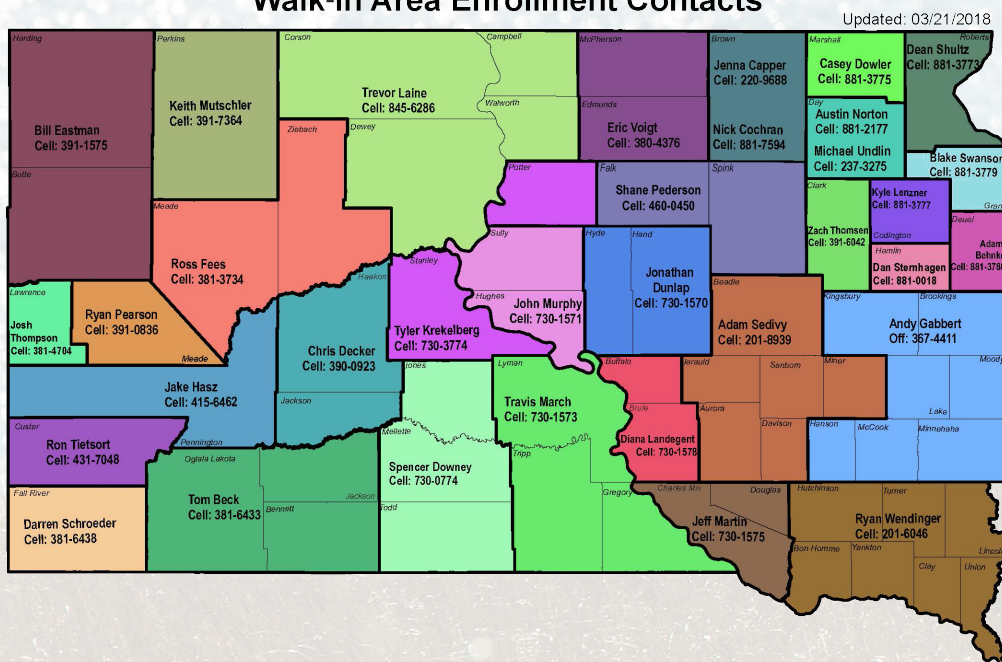 Walk-In Area Enrollment Contacts
Updated: 03/21/2018
Harding
Bill Eastman
Cell: 391-1575
Butte
Perkins
Keith Mutschler
Cell: 391-7364
Corson
Campbell
Trevor Laine
Cell: 845-6286
Walworth
Ziebach
Dewey
McPherson
Edmunds
Eric Voigt
Cell: 380-4376
Brown
Jenna Capper
Cell: 220-9688
Nick Cochran
Cell: 881-7594
Marshall
Casey Dowler
Cell: 881-3775
Day
Austin Norton
Cell: 881-2177
Michael Undlin
Cell: 237-3275
Roberts
Dean Shultz
Cell: 881-3773
Blake Swanson
Cell: 881-3779
Gran
Potter
Falk
Shane Pederson
Cell: 460-0450
Spink
Clark
Zach Thomsen
Cell: 391-6042
Kyle Lenzner
Cell: 881-3777
Codington
Hamlin
Dan Sternhagen
Cell: 881-0018
Deuel
Adam
Behnke
Cell: 881-378
Meade
Ross Fees
Cell: 381-3734
Haakon
Stanley
Tyler Krekelberg
Cell: 730-3774
Sully
Hughes
John Murphy
Cell: 730-1571
Hyde
Hand
Jonathan
Dunlap
Cell: 730-1570
Beadle
Adam Sedivy
Cell: 201-8939
Kingsbury
Brookings
Andy Gabbert
Off: 367-4411
Lawrence
Josh
Thompson
Cell: 381-4704
Ryan Pearson
Cell: 391-0836
Meade
Chris Decker
Cell: 390-0923
Jackson
Jake Hasz
Cell: 415-6462
Pennington
Jones
Lyman
Travis March
Cell: 730-1573
Buffalo
Brule
Diana Landegent
Cell: 730-1578
Jerauld
Sanborn
Miner
Aurora
Davison
Hanson
McCook
Minnehaha
Lake
Moody
Custer
Ron Tietsort
Cell: 431-7048
Fall River
Darren Schroeder
Cell: 381-6438
Oglala Lakota
Tom Beck
Cell: 381-6433
Jackson
Bennett
Mellette
Spencer Downey
Cell: 730-0774
Todd
Tripp
Gregory
Charles Mix
Douglas
Jeff Martin
Cell: 730-1575
Hutchinson
Turner
Ryan Wendinger
Cell: 201-6046
Bon Homme
Yankton
Clay
Union
Lincoln